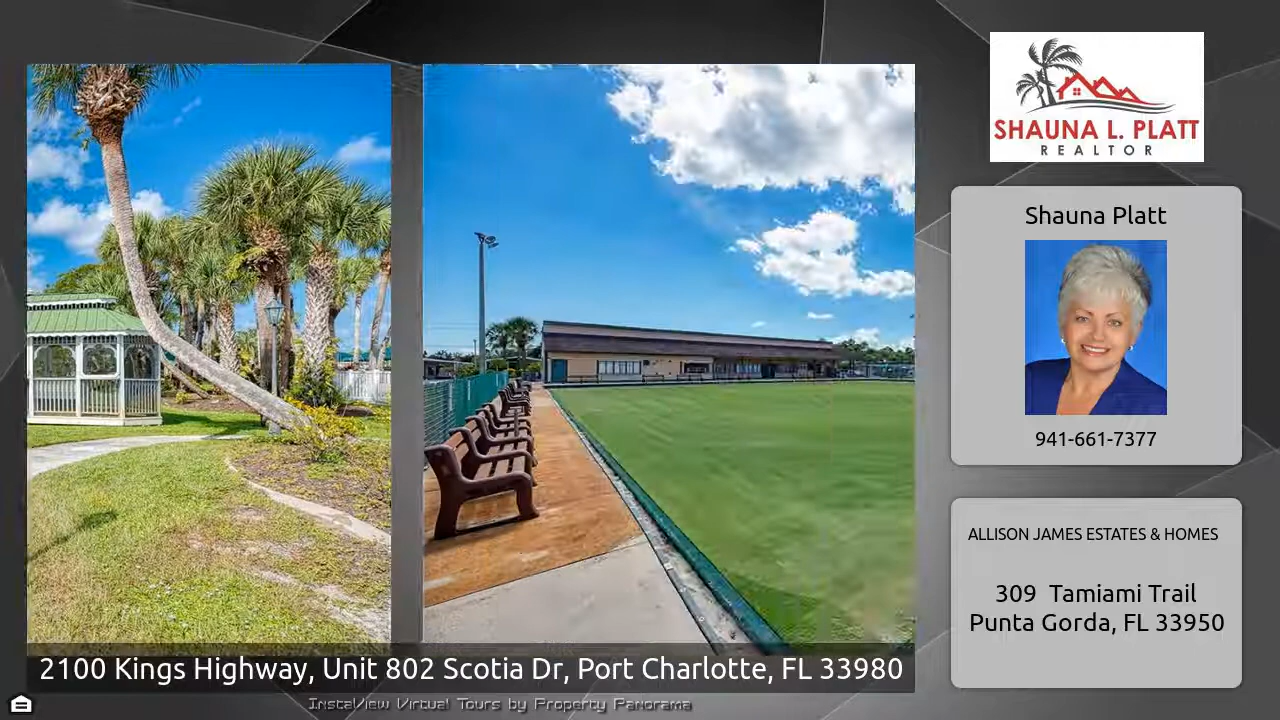 SHAUNA L. PLATT
REALTOR
Shauna Platt
941-661-7377
ALLISON JAMES ESTATES & HOMES
309 Tamiami Trail
Punta Gorda, FL 33950
2100 Kings Highway, Unit 802 Scotia Dr, Port Charlotte, FL 33980
InstaView Virtual Tours by Property Panorama